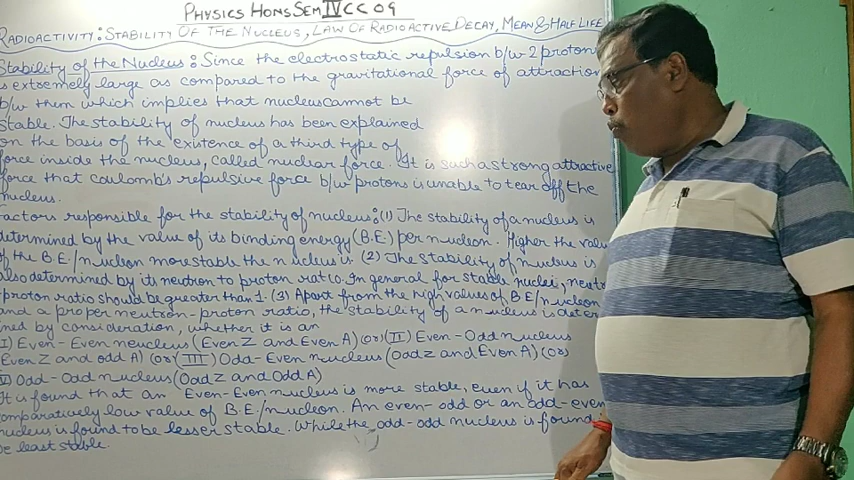 PHYSICS HONS SEM IV CC 09
RADIOACTIVITY: STABILITY OF THE NUCLEUS, LAW OF RADIOACTIVE DECAY, MEAN & HALF LIFE
Stability of the Nucleus: Since the electrostatic repulsion b/w 2 proton
is extremely large as compared to the gravitational force of attraction
b/w them which implies that nucleus cannot be
stable. The stability of nucleus has been explained
on the basis of the existence of a third type of
force inside the nucleus, called nuclear force. It is such a strong attractive
force that coulomb's repulsive force b/w protons is unable to tear off the
nucleus.
Factors responsible for the stability of nucleus: (1) The stability of a nucleus is
determined by the value of its binding energy (B.E) per nucleon. Higher the valu
of the B E/nucleon more stable the nucleus is. (2) The stability of nucleus is
also determined by its neutron to proton ratio. In general for stable nuclei, neutr
proton ratio should be greater than 1. (3) Apart from the high values of B E/nucleon
and a proper neutron-proton ratio, the stability of a nucleus is deter
ined by consideration, whether it is an
I) Even-Even neucleus (Even Z and Even A) (or) (II) Even-Odd nucleus
(Even Z and odd A) (or) (III) Odd-Even nucleus (Odd Z and Even A) (or)
IV) Odd-Odd nucleus (Odd Z and Odd A)
It is found that an Even-Even nucleus is more stable, even if it has
comparatively low value of B.E/nucleon. An even-odd or an odd-even
nucleus is found to be lesser stable. While the odd-odd nucleus is found
be least stable.